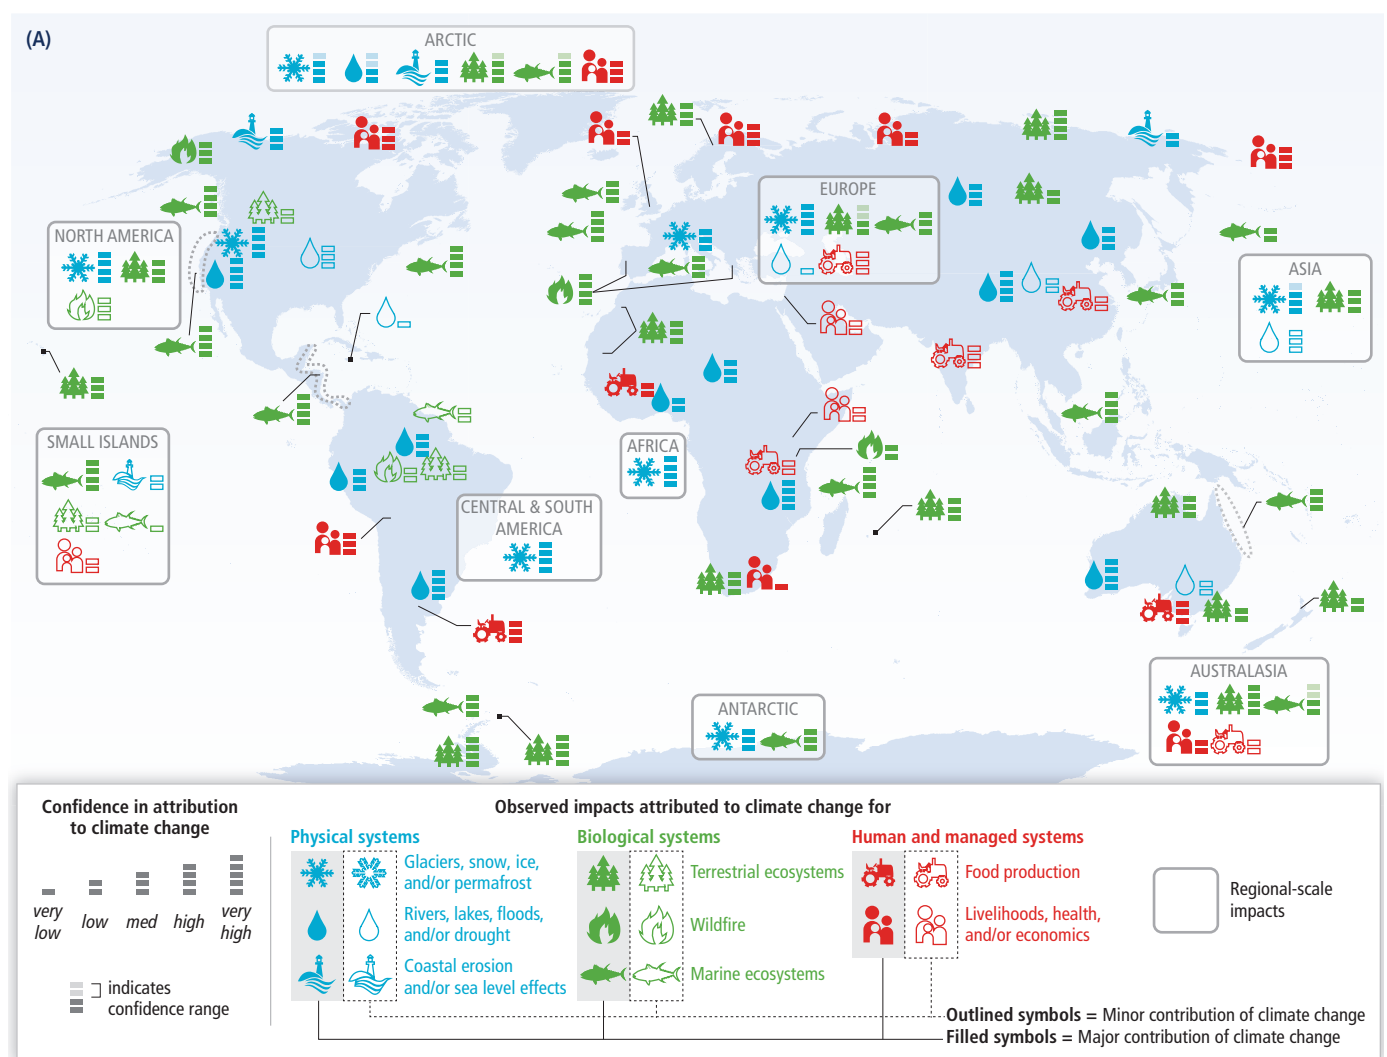 (A)
ARCTIC
EUROPE
NORTH AMERICA
ASIA
SMALL ISLANDS
AFRICA
CENTRAL & SOUTH
AMERICA
AUSTRALASIA
ANTARCTIC
Confidence in attribution
to climate change
very
low
low
med
high
very
high
indicates
confidence range
Observed impacts attributed to climate change for
Physical systems
Glaciers, snow, ice,
and/or permafrost
Rivers, lakes, floods,
and/or drought
Coastal erosion
and/or sea level effects
Biological systems
Terrestrial ecosystems
Wildfire
Marine ecosystems
Human and managed systems
Food production
Livelihoods, health,
and/or economics
Regional-scale
impacts
Outlined symbols = Minor contribution of climate change
Filled symbols = Major contribution of climate change